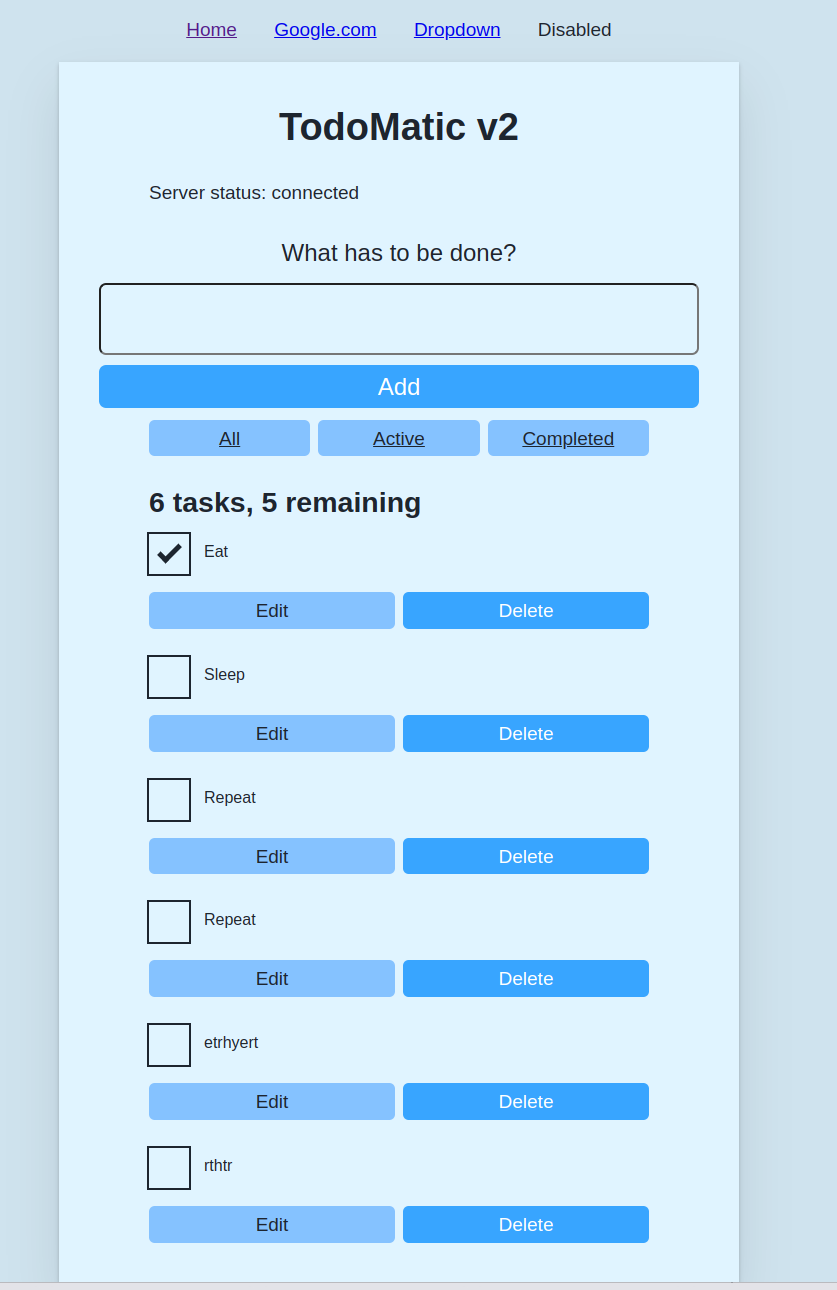 Home Google.com Dropdown Disabled
TodoMatic v2
Server status: connected
What has to be done?
Add
All Active Completed
6 tasks, 5 remaining
Eat
Edit Delete
Sleep
Edit Delete
Repeat
Edit Delete
Repeat
Edit Delete
etrhyert
Edit Delete
rthtr
Edit Delete